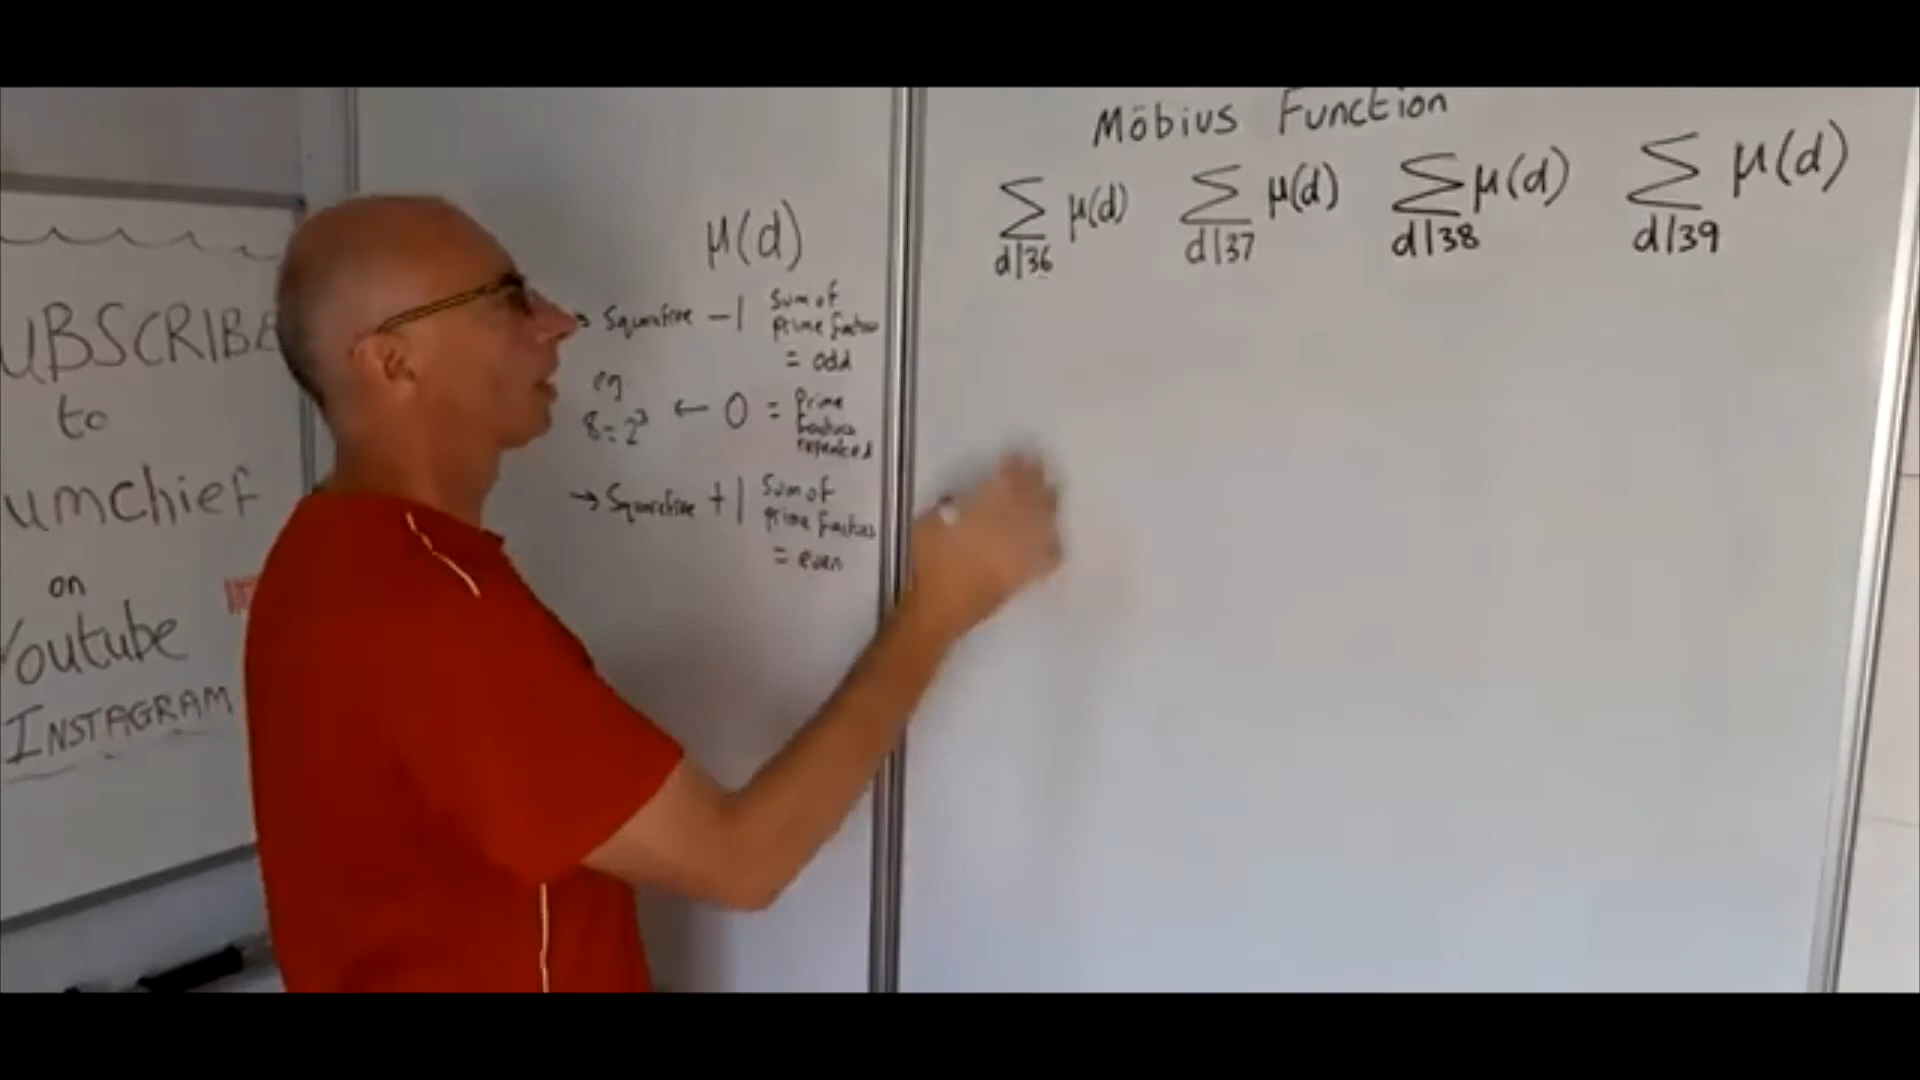 UBSCRIBE
to
umchief
on
Youtube
INSTAGRAM
μ(d)
→ Squarefree -1 Sum of
prime factors
= odd
eg
8=2³ ← 0 = Prime
factors
repeated
→ Squarefree +1 Sum of
prime factors
= even
Möbius Function
∑ μ(d) ∑ μ(d) ∑ μ(d) ∑ μ(d)
d|36 d|37 d|38 d|39